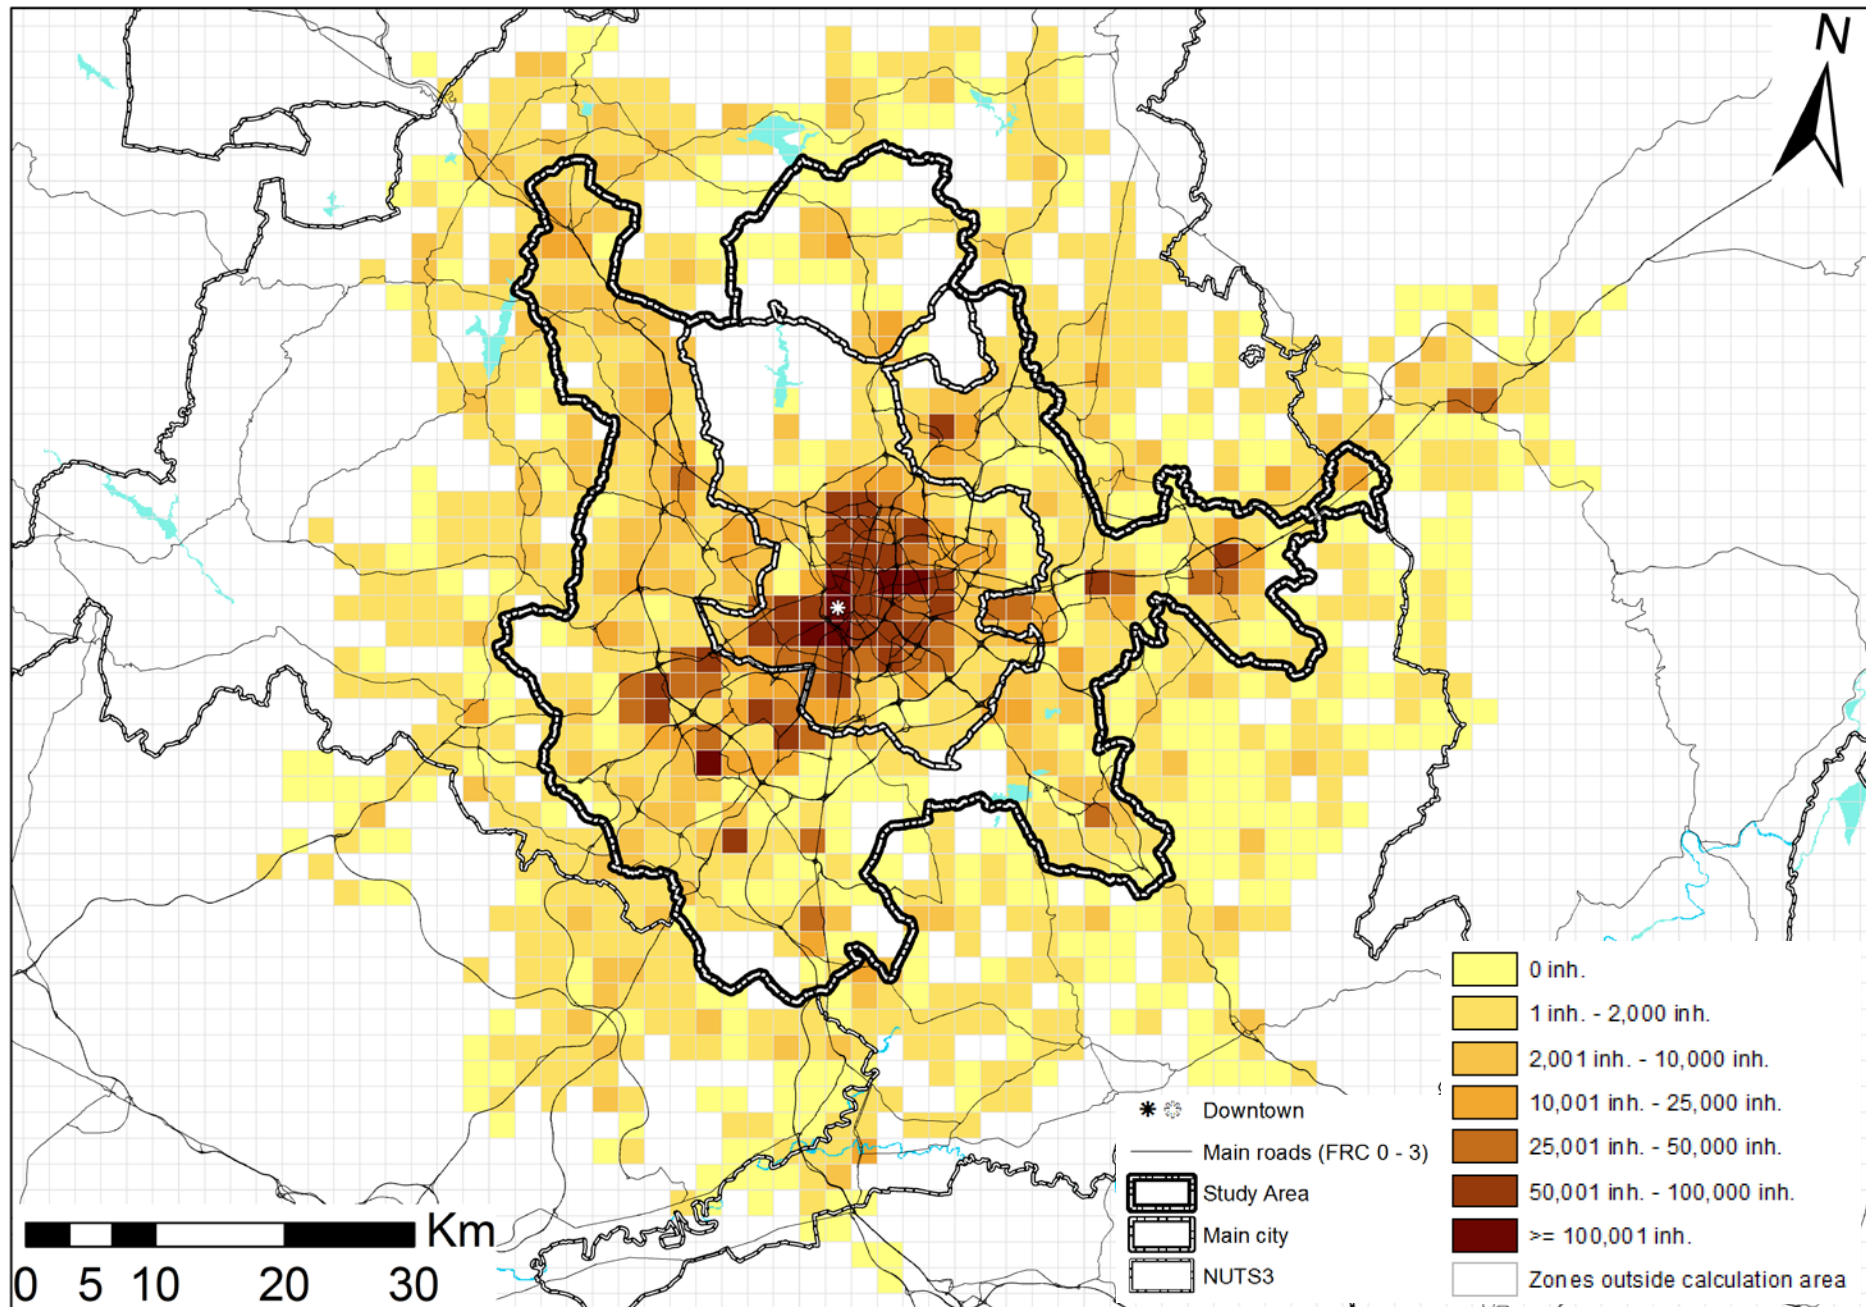 N
0 inh.
1 inh. - 2,000 inh.
2,001 inh. - 10,000 inh.
10,001 inh. - 25,000 inh.
25,001 inh. - 50,000 inh.
50,001 inh. - 100,000 inh.
>= 100,001 inh.
Zones outside calculation area
Downtown
Main roads (FRC 0 - 3)
Study Area
Main city
NUTS3
Km
0 5 10 20 30